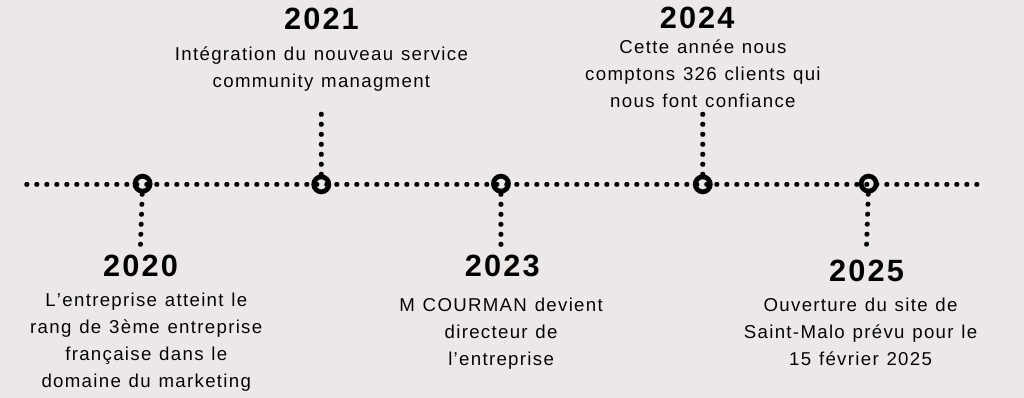 2021
Intégration du nouveau service
community managment
2024
Cette année nous
comptons 326 clients qui
nous font confiance
2020
L’entreprise atteint le
rang de 3ème entreprise
française dans le
domaine du marketing
2023
M COURMAN devient
directeur de
l’entreprise
2025
Ouverture du site de
Saint-Malo prévu pour le
15 février 2025